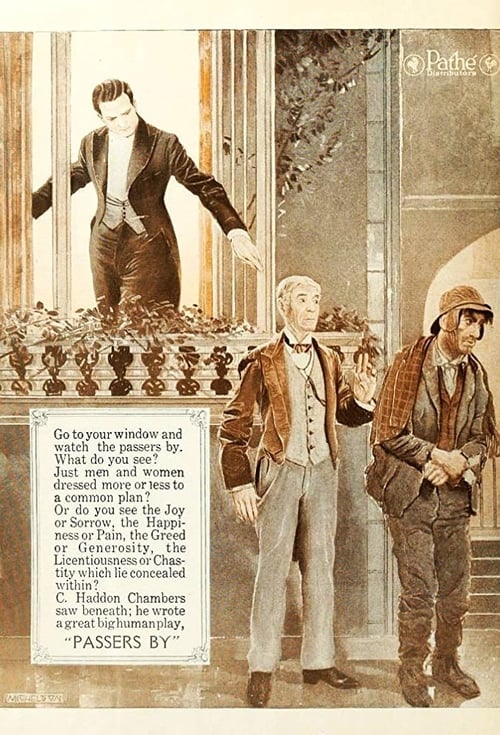 Pathé
Distributors
Go to your window and
watch the passers by.
What do you see?
Just men and women
dressed more or less to
a common plan?
Or do you see the Joy
or Sorrow, the Happi-
ness or Pain, the Greed
or Generosity, the
Licentiousness or Chas-
tity which lie concealed
within?
C. Haddon Chambers
saw beneath; he wrote
a great big human play,
"PASSERS BY"